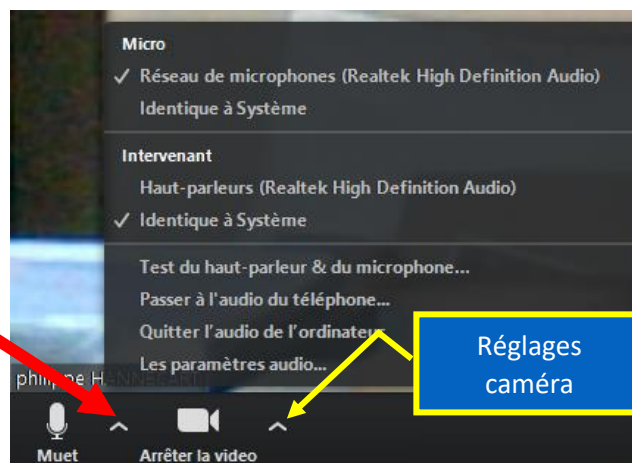 Micro
✓ Réseau de microphones (Realtek High Definition Audio)
Identique à Système
Intervenant
Haut-parleurs (Realtek High Definition Audio)
✓ Identique à Système
Test du haut-parleur & du microphone...
Passer à l'audio du téléphone...
Quitter l'audio de l'ordinateur
Les paramètres audio...
Réglages
caméra
philippe
Muet
Arrêter la video